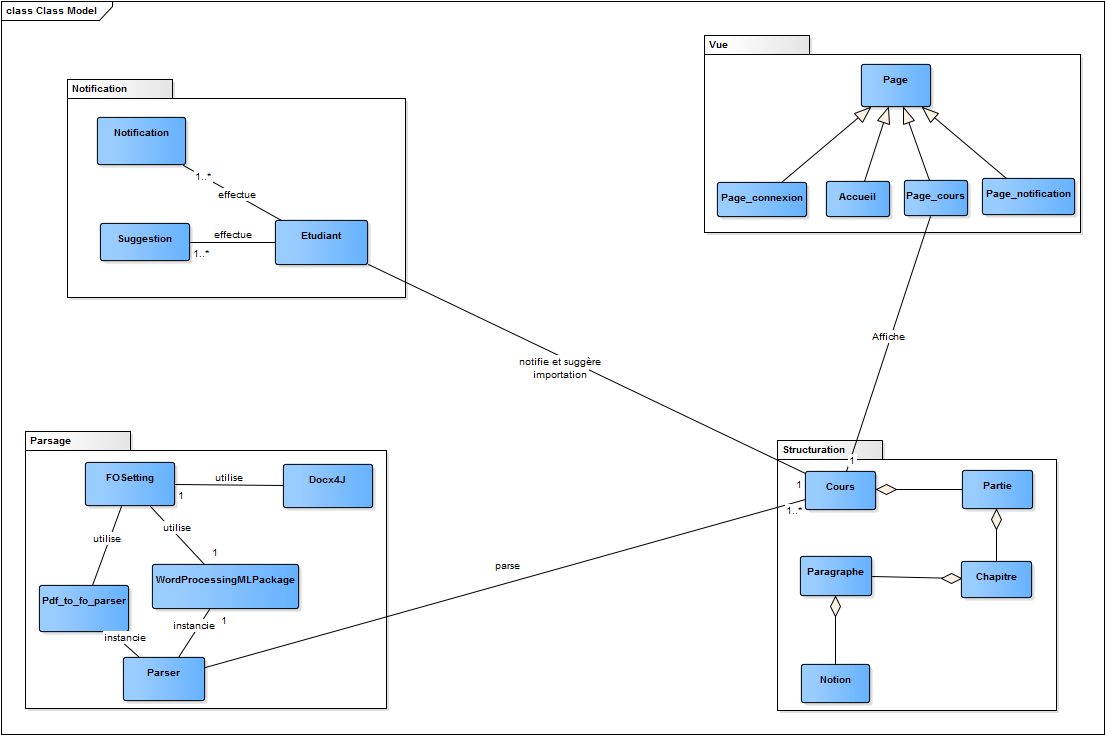 class Class Model
Vue
Page
Page_connexion
Accueil
Page_cours
Page_notification
Notification
Notification
1..*
effectue
Suggestion
effectue
1..*
Etudiant
Affiche
notifie et suggère
importation
Parsage
FOSetting
1
utilise
Docx4J
utilise
utilise
1
Pdf_to_fo_parser
WordProcessingMLPackage
instancie
instancie
1
Parser
parse
Structuration
1
Cours
1
1..*
Partie
Paragraphe
Chapitre
Notion